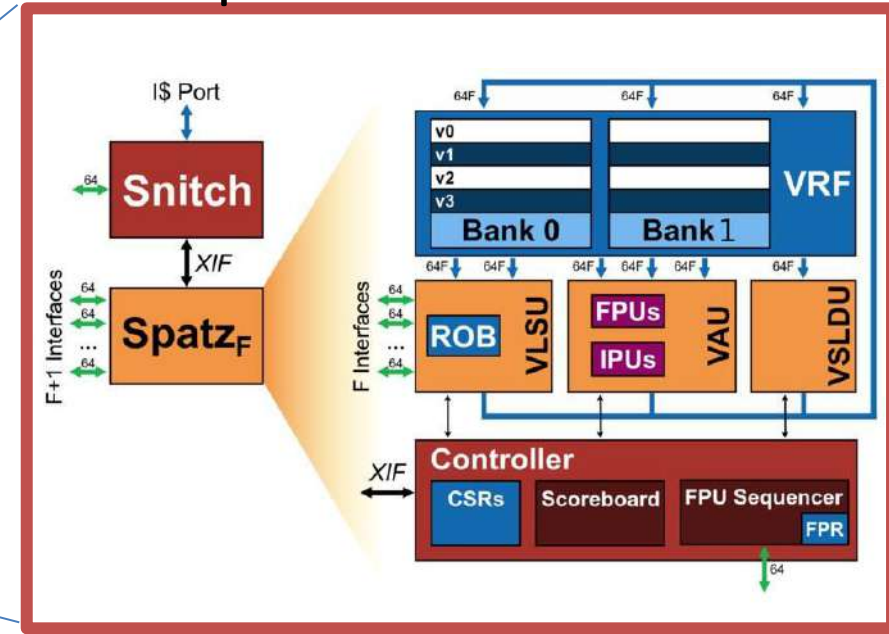 I$ Port
Snitch
64
XIF
F+1 Interfaces
64
64
...
64
SpatzF
64F
64F
64F
v0
v1
v2
v3
Bank 0
Bank 1
VRF
64F
64F
64F
64F
64F
64F
F Interfaces
64
64
...
64
ROB
VLSU
FPUs
IPUs
VAU
VSLDU
XIF
Controller
CSRs
Scoreboard
FPU Sequencer
FPR
64